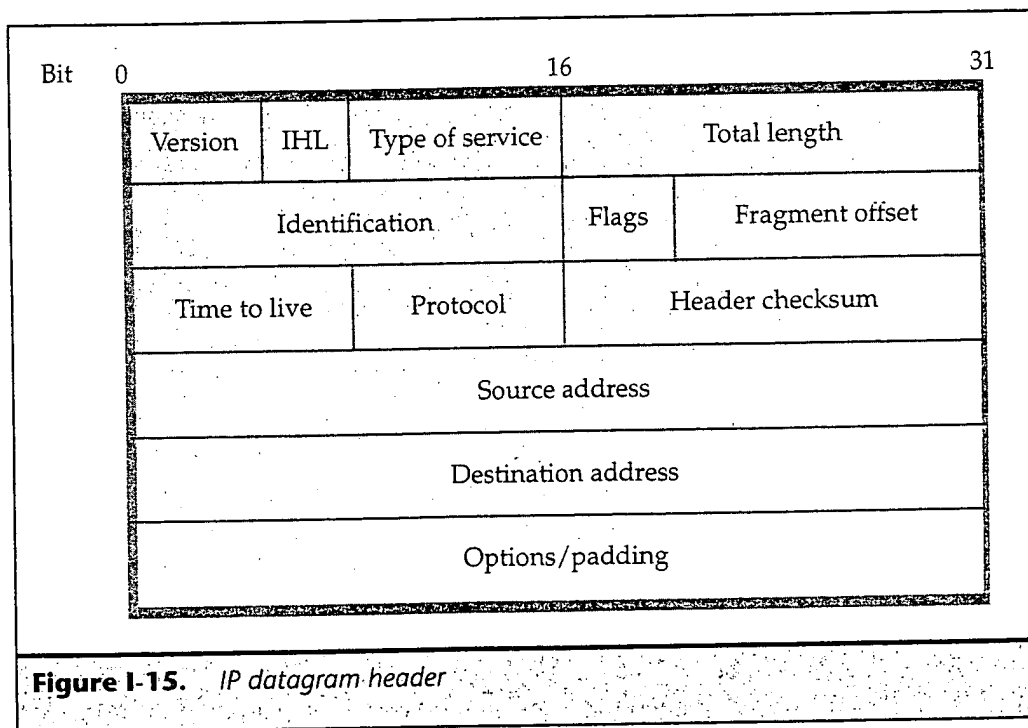 Bit 0 16 31
Version IHL Type of service Total length
Identification Flags Fragment offset
Time to live Protocol Header checksum
Source address
Destination address
Options/padding
Figure I-15. IP datagram header